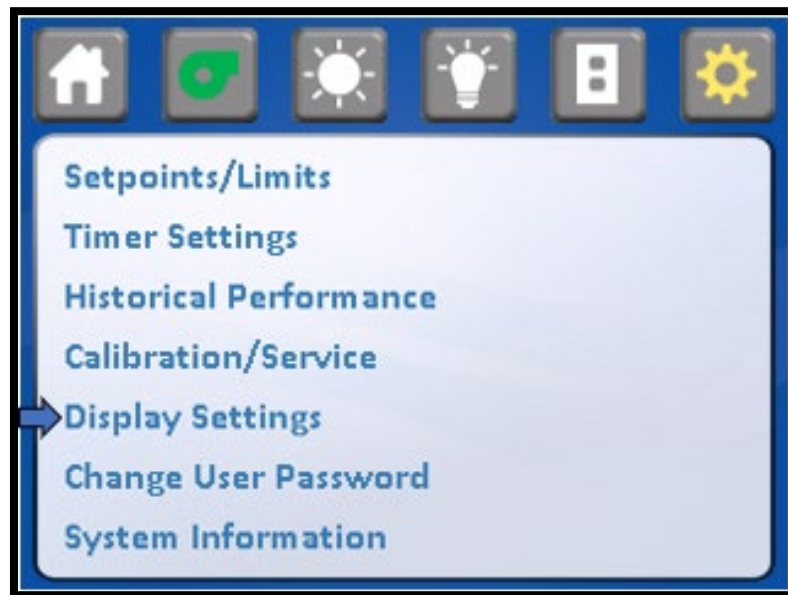 Setpoints/Limits
Timer Settings
Historical Performance
Calibration/Service
Display Settings
Change User Password
System Information